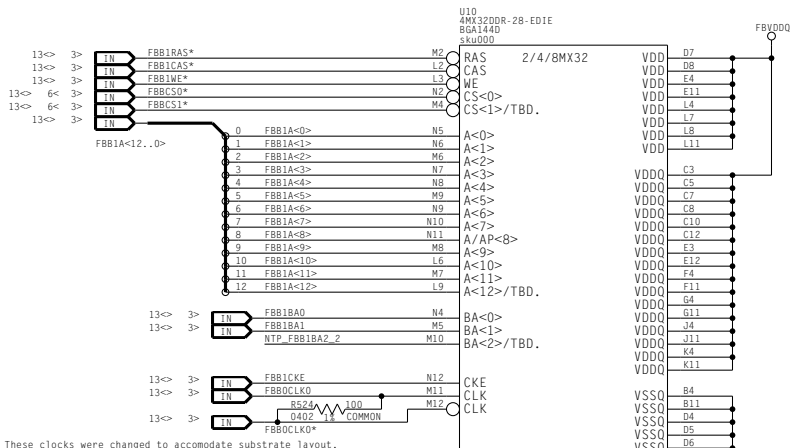 U10
4MX32DDR-28-EDIE
BGA144D
sku000
FBVDDQ
13<> 3> IN FBB1RAS* M2 RAS 2/4/8MX32 VDD D7
13<> 3> IN FBB1CAS* L2 CAS VDD D8
13<> 3> IN FBB1WE* L3 WE VDD E4
13<> 6< 3> IN FBBCS0* N2 CS<0> VDD E11
13<> 6< 3> IN FBBCS1* M4 CS<1>/TBD. VDD L4
13<> 3> IN VDD L7
FBB1A<12..0>
VDD L8
0 FBB1A<0> N5 A<0>
VDD L11
1 FBB1A<1> N6 A<1>
2 FBB1A<2> M6 A<2>
3 FBB1A<3> N7 A<3> VDDQ C3
4 FBB1A<4> N8 A<4> VDDQ C5
5 FBB1A<5> M9 A<5> VDDQ C7
6 FBB1A<6> N9 A<6> VDDQ C8
7 FBB1A<7> N10 A<7> VDDQ C10
8 FBB1A<8> N11 A/AP<8> VDDQ C12
9 FBB1A<9> M8 A<9> VDDQ E3
10 FBB1A<10> L6 A<10> VDDQ E12
11 FBB1A<11> M7 A<11> VDDQ F4
12 FBB1A<12> L9 A<12>/TBD. VDDQ F11
VDDQ G4
13<> 3> IN FBB1BA0 N4 BA<0> VDDQ G11
13<> 3> IN FBB1BA1 M5 BA<1> VDDQ J4
NTP_FBB1BA2_2 M10 BA<2>/TBD. VDDQ J11
VDDQ K4
VDDQ K11
13<> 3> IN FBB1CKE N12 CKE
13<> 3> IN FBB0CLK0 M11 CLK VSSQ B4
R524 100 M12 CLK VSSQ B11
0402 1% COMMON
13<> 3> IN VSSQ D4
FBB0CLK0*
VSSQ D5
These clocks were changed to accomodate substrate layout. VSSQ D6